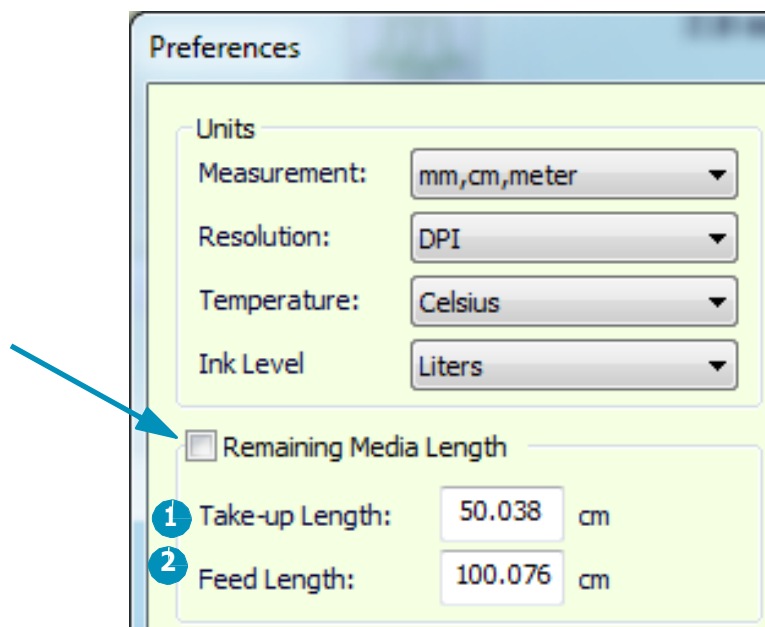 Preferences
Units
Measurement: mm,cm,meter
Resolution: DPI
Temperature: Celsius
Ink Level Liters
Remaining Media Length
1 Take-up Length: 50.038 cm
2 Feed Length: 100.076 cm